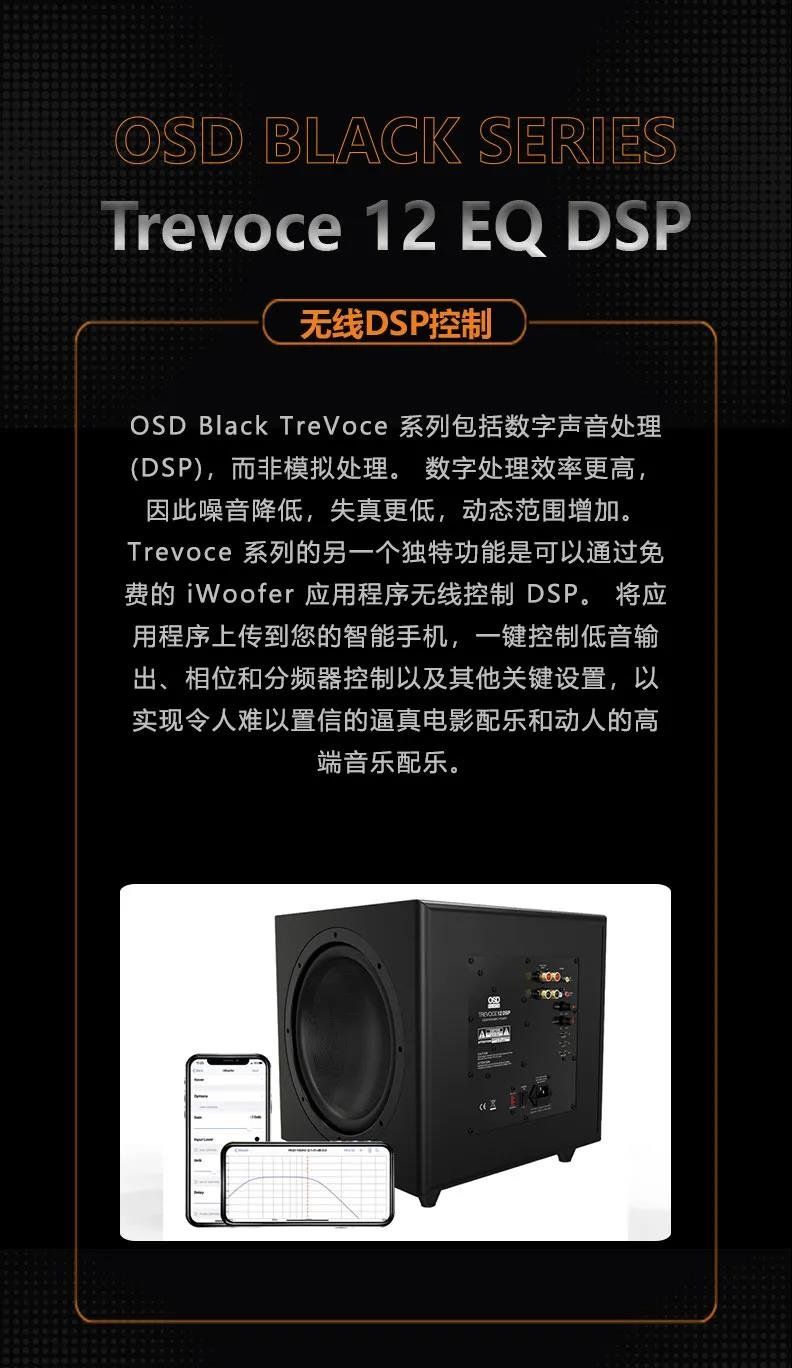 OSD BLACK SERIES
Trevoce 12 EQ DSP
无线DSP控制
OSD Black TreVoce 系列包括数字声音处理
(DSP)，而非模拟处理。 数字处理效率更高，
因此噪音降低，失真更低，动态范围增加。
Trevoce 系列的另一个独特功能是可以通过免
费的 iWoofer 应用程序无线控制 DSP。 将应
用程序上传到您的智能手机，一键控制低音输
出、相位和分频器控制以及其他关键设置，以
实现令人难以置信的逼真电影配乐和动人的高
端音乐配乐。
OSD
TREVOCE 12 DSP
Gain
Input Level
Delay